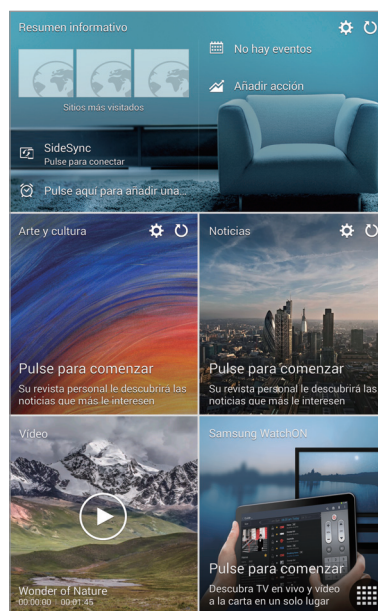 Resumen informativo
No hay eventos
Añadir acción
Sitios más visitados
SideSync
Pulse para conectar
Pulse aquí para añadir una...
Arte y cultura
Pulse para comenzar
Su revista personal le descubrirá las
noticias que más le interesen
Noticias
Pulse para comenzar
Su revista personal le descubrirá las
noticias que más le interesen
Vídeo
Wonder of Nature
00:00:00 | 00:01:45
Samsung WatchON
Pulse para comenzar
Descubra TV en vivo y vídeo
a la carta en un solo lugar